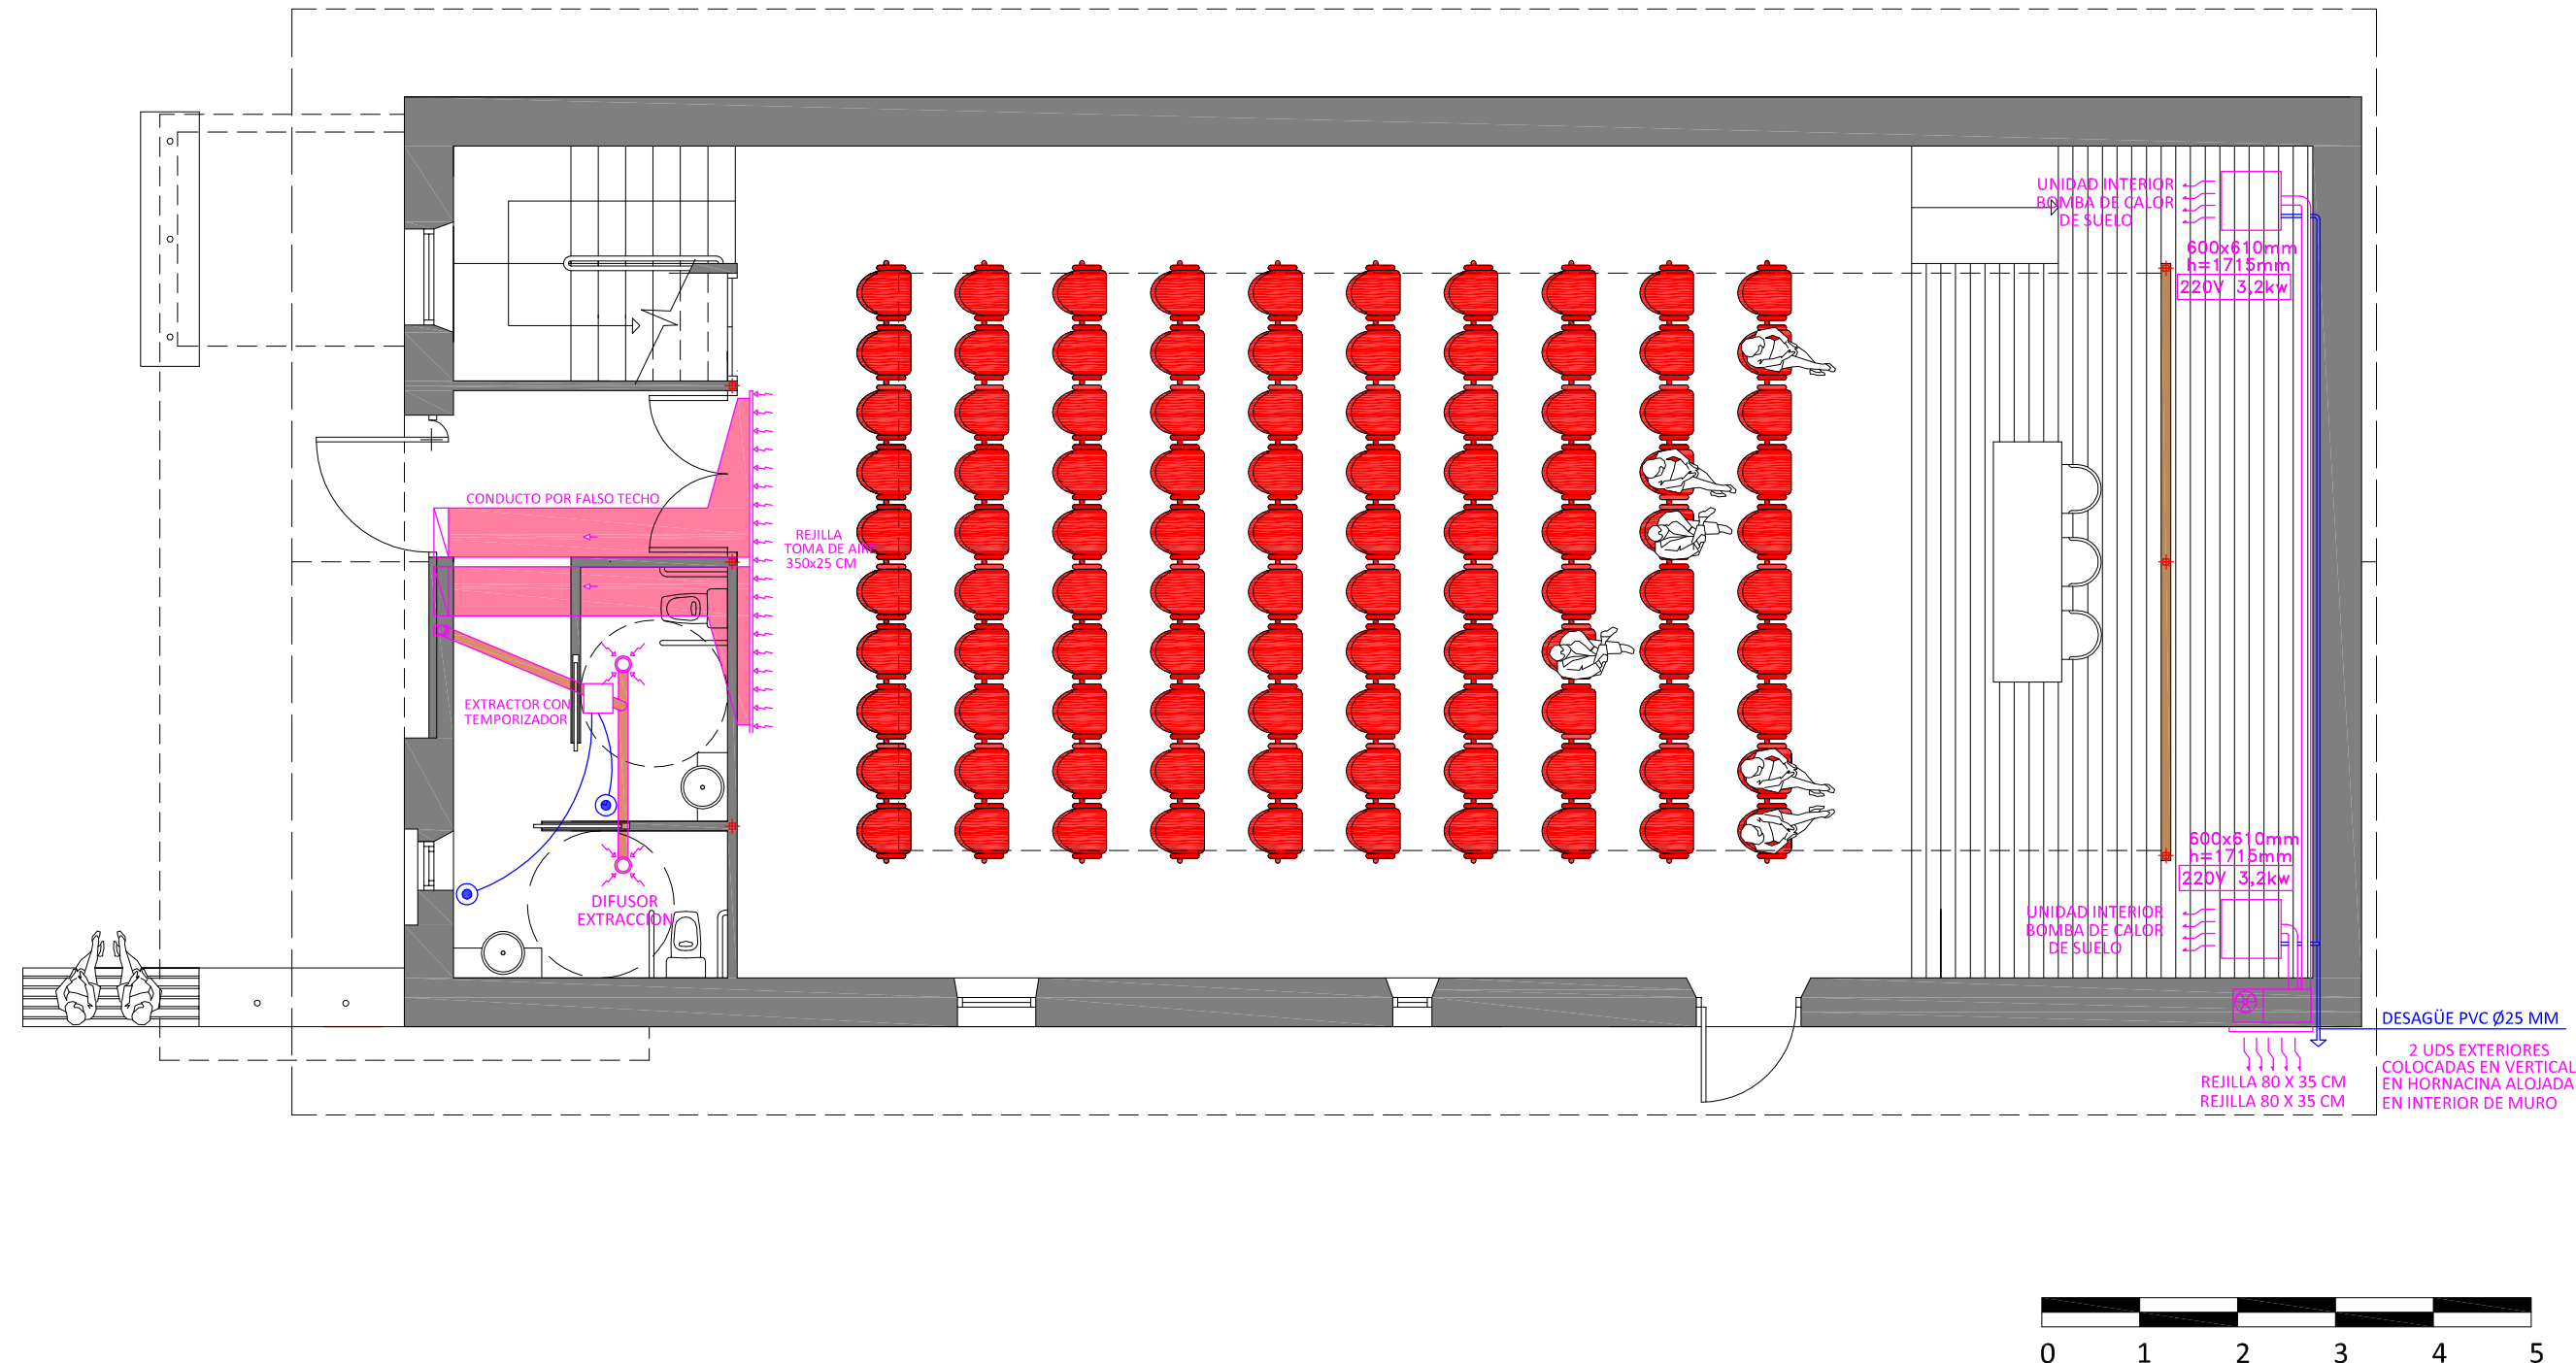 UNIDAD INTERIOR
BOMBA DE CALOR
DE SUELO
600x610mm
h=1715mm
220V 3,2kw
CONDUCTO POR FALSO TECHO
REJILLA
TOMA DE AIRE
350x25 CM
EXTRACTOR CON
TEMPORIZADOR
DIFUSOR
EXTRACCION
600x610mm
h=1715mm
220V 3,2kw
UNIDAD INTERIOR
BOMBA DE CALOR
DE SUELO
DESAGÜE PVC Ø25 MM
2 UDS EXTERIORES
COLOCADAS EN VERTICAL
EN HORNACINA ALOJADA
EN INTERIOR DE MURO
REJILLA 80 X 35 CM
REJILLA 80 X 35 CM
0 1 2 3 4 5